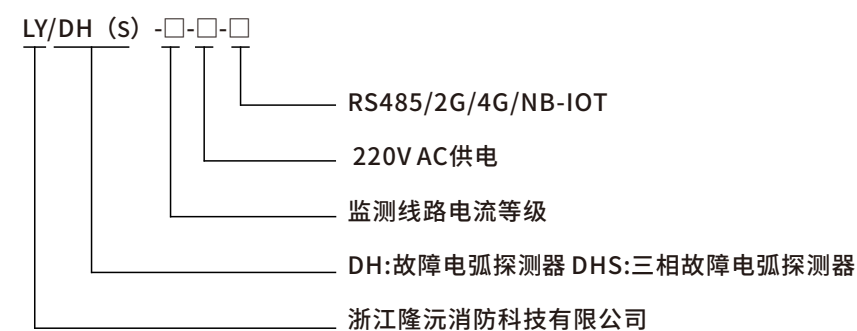 LY/DH（S）-□-□-□
RS485/2G/4G/NB-IOT
220V AC供电
监测线路电流等级
DH:故障电弧探测器 DHS:三相故障电弧探测器
浙江隆沅消防科技有限公司